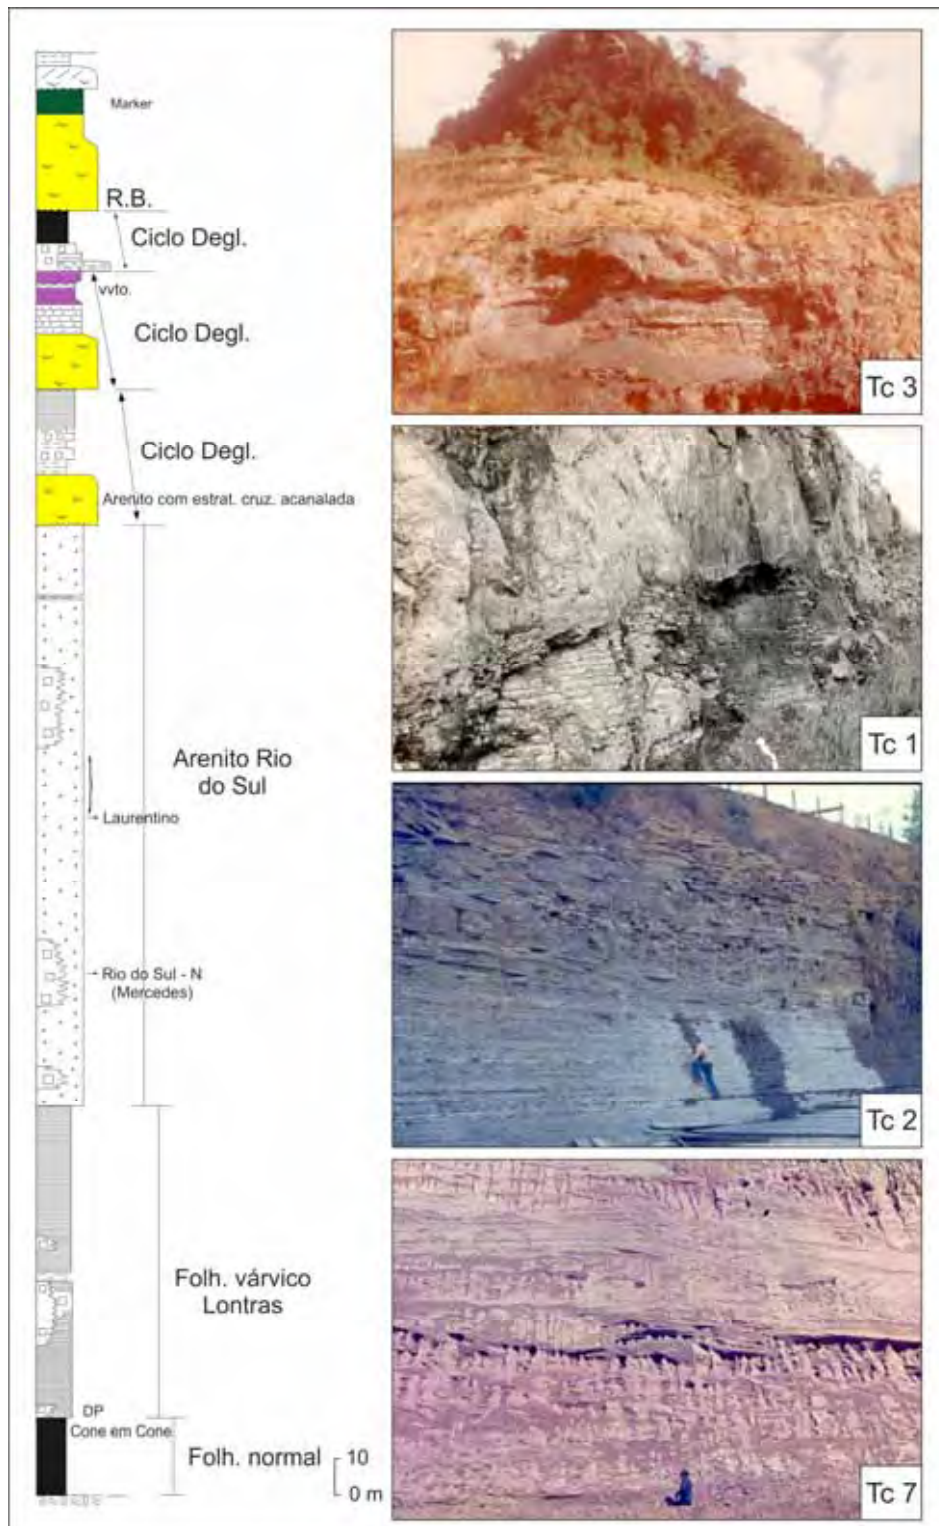 Marker
R.B.
Ciclo Degl.
vvto.
Ciclo Degl.
Ciclo Degl.
Arenito com estrat. cruz. acanalada
Arenito Rio
do Sul
Laurentino
Rio do Sul - N
(Mercedes)
Folh. várvico
Lontras
DP
Cone em Cone
Folh. normal
10
0 m
Tc 3
Tc 1
Tc 2
Tc 7